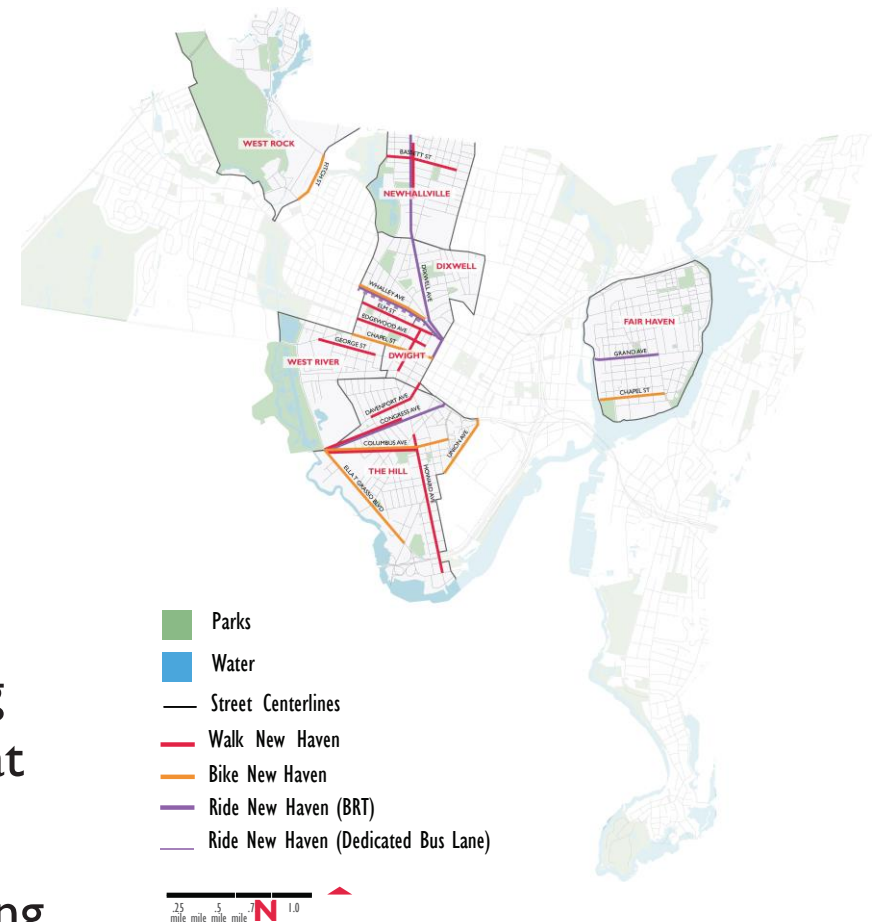 WEST ROCK
FITCH ST
BASSETT ST
NEWHALLVILLE
DIXWELL
DIXWELL AVE
WHALLEY AVE
ELM ST
EDGEWOOD AVE
CHAPEL ST
GEORGE ST
DWIGHT
WEST RIVER
FAIR HAVEN
GRAND AVE
CHAPEL ST
DAVENPORT AVE
CONGRESS AVE
COLUMBUS AVE
UNION AVE
THE HILL
HOWARD AVE
ELLA T GRASSO BLVD
g
at
ng
Parks
Water
Street Centerlines
Walk New Haven
Bike New Haven
Ride New Haven (BRT)
Ride New Haven (Dedicated Bus Lane)
.25 .5 .7 N 1.0
mile mile mile